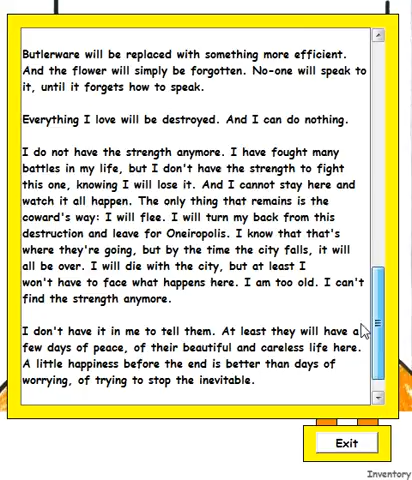 Butlerware will be replaced with something more efficient.
And the flower will simply be forgotten. No-one will speak to
it, until it forgets how to speak.
Everything I love will be destroyed. And I can do nothing.
I do not have the strength anymore. I have fought many
battles in my life, but I don't have the strength to fight
this one, knowing I will lose it. And I cannot stay here and
watch it all happen. The only thing that remains is the
coward's way: I will flee. I will turn my back from this
destruction and leave for Oneiropolis. I know that that's
where they're going, but by the time the city falls, it will
all be over. I will die with the city, but at least I
won't have to face what happens here. I am too old. I can't
find the strength anymore.
I don't have it in me to tell them. At least they will have a
few days of peace, of their beautiful and careless life here.
A little happiness before the end is better than days of
worrying, of trying to stop the inevitable.
Exit
Inventory